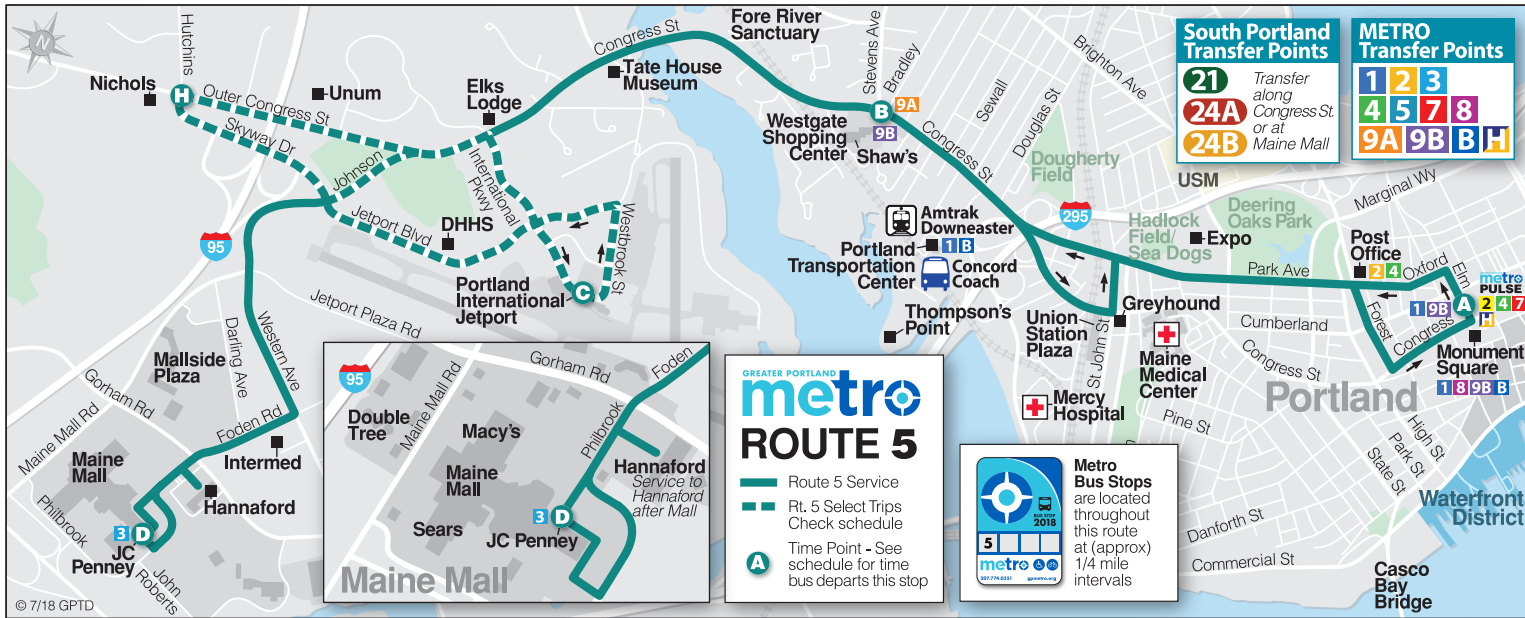 Hutchins
N
Nichols
H
Outer Congress St
Unum
Skyway Dr
Johnson
Elks
Lodge
International
Pkwy
Congress St
Tate House
Museum
Fore River
Sanctuary
Stevens Ave
Bradley
9A
B
9B
Westgate
Shopping
Center
Shaw's
Congress St
Sewall
Douglas St
Brighton Ave
Dougherty
Field
USM
South Portland
Transfer Points
21
24A
24B
Transfer
along
Congress St.
or at
Maine Mall
METRO
Transfer Points
1 2 3
4 5 7 8
9A 9B B H
Marginal Wy
Deering
Oaks Park
295
Hadlock
Field/
Sea Dogs
Expo
Park Ave
Post
Office
2 4
Oxford
Elm
metro
PULSE
2 4 7
H
1 9B
A
Forest
Congress
Monument
Square
1 8 9B B
Amtrak
Downeaster
1 B
Portland
Transportation
Center
Concord
Coach
Thompson's
Point
Union
Station
Plaza
St John St
Greyhound
Maine
Medical
Center
Mercy
Hospital
Cumberland
Congress St
Portland
Pine St
High St
Park St
State St
Danforth St
Commercial St
Waterfront
District
Casco
Bay
Bridge
95
Jetport Blvd
DHHS
Westbrook St
Portland
International
Jetport
C
Jetport Plaza Rd
Darling Ave
Western Ave
Mallside
Plaza
Gorham Rd
Maine Mall Rd
Foden Rd
Intermed
Maine
Mall
Hannaford
Philbrook
3 D
JC
Penney
John
Roberts
© 7/18 GPTD
95
Double
Tree
Maine Mall Rd
Gorham Rd
Foden
Macy's
Philbrook
Maine
Mall
Hannaford
Service to
Hannaford
after Mall
Sears
3 D
JC Penney
Maine Mall
GREATER PORTLAND
metro
ROUTE 5
Route 5 Service
Rt. 5 Select Trips
Check schedule
A
Time Point - See
schedule for time
bus departs this stop
BUS STOP
2018
5
metro
207.774.0351 gpmetro.org
Metro
Bus Stops
are located
throughout
this route
at (approx)
1/4 mile
intervals